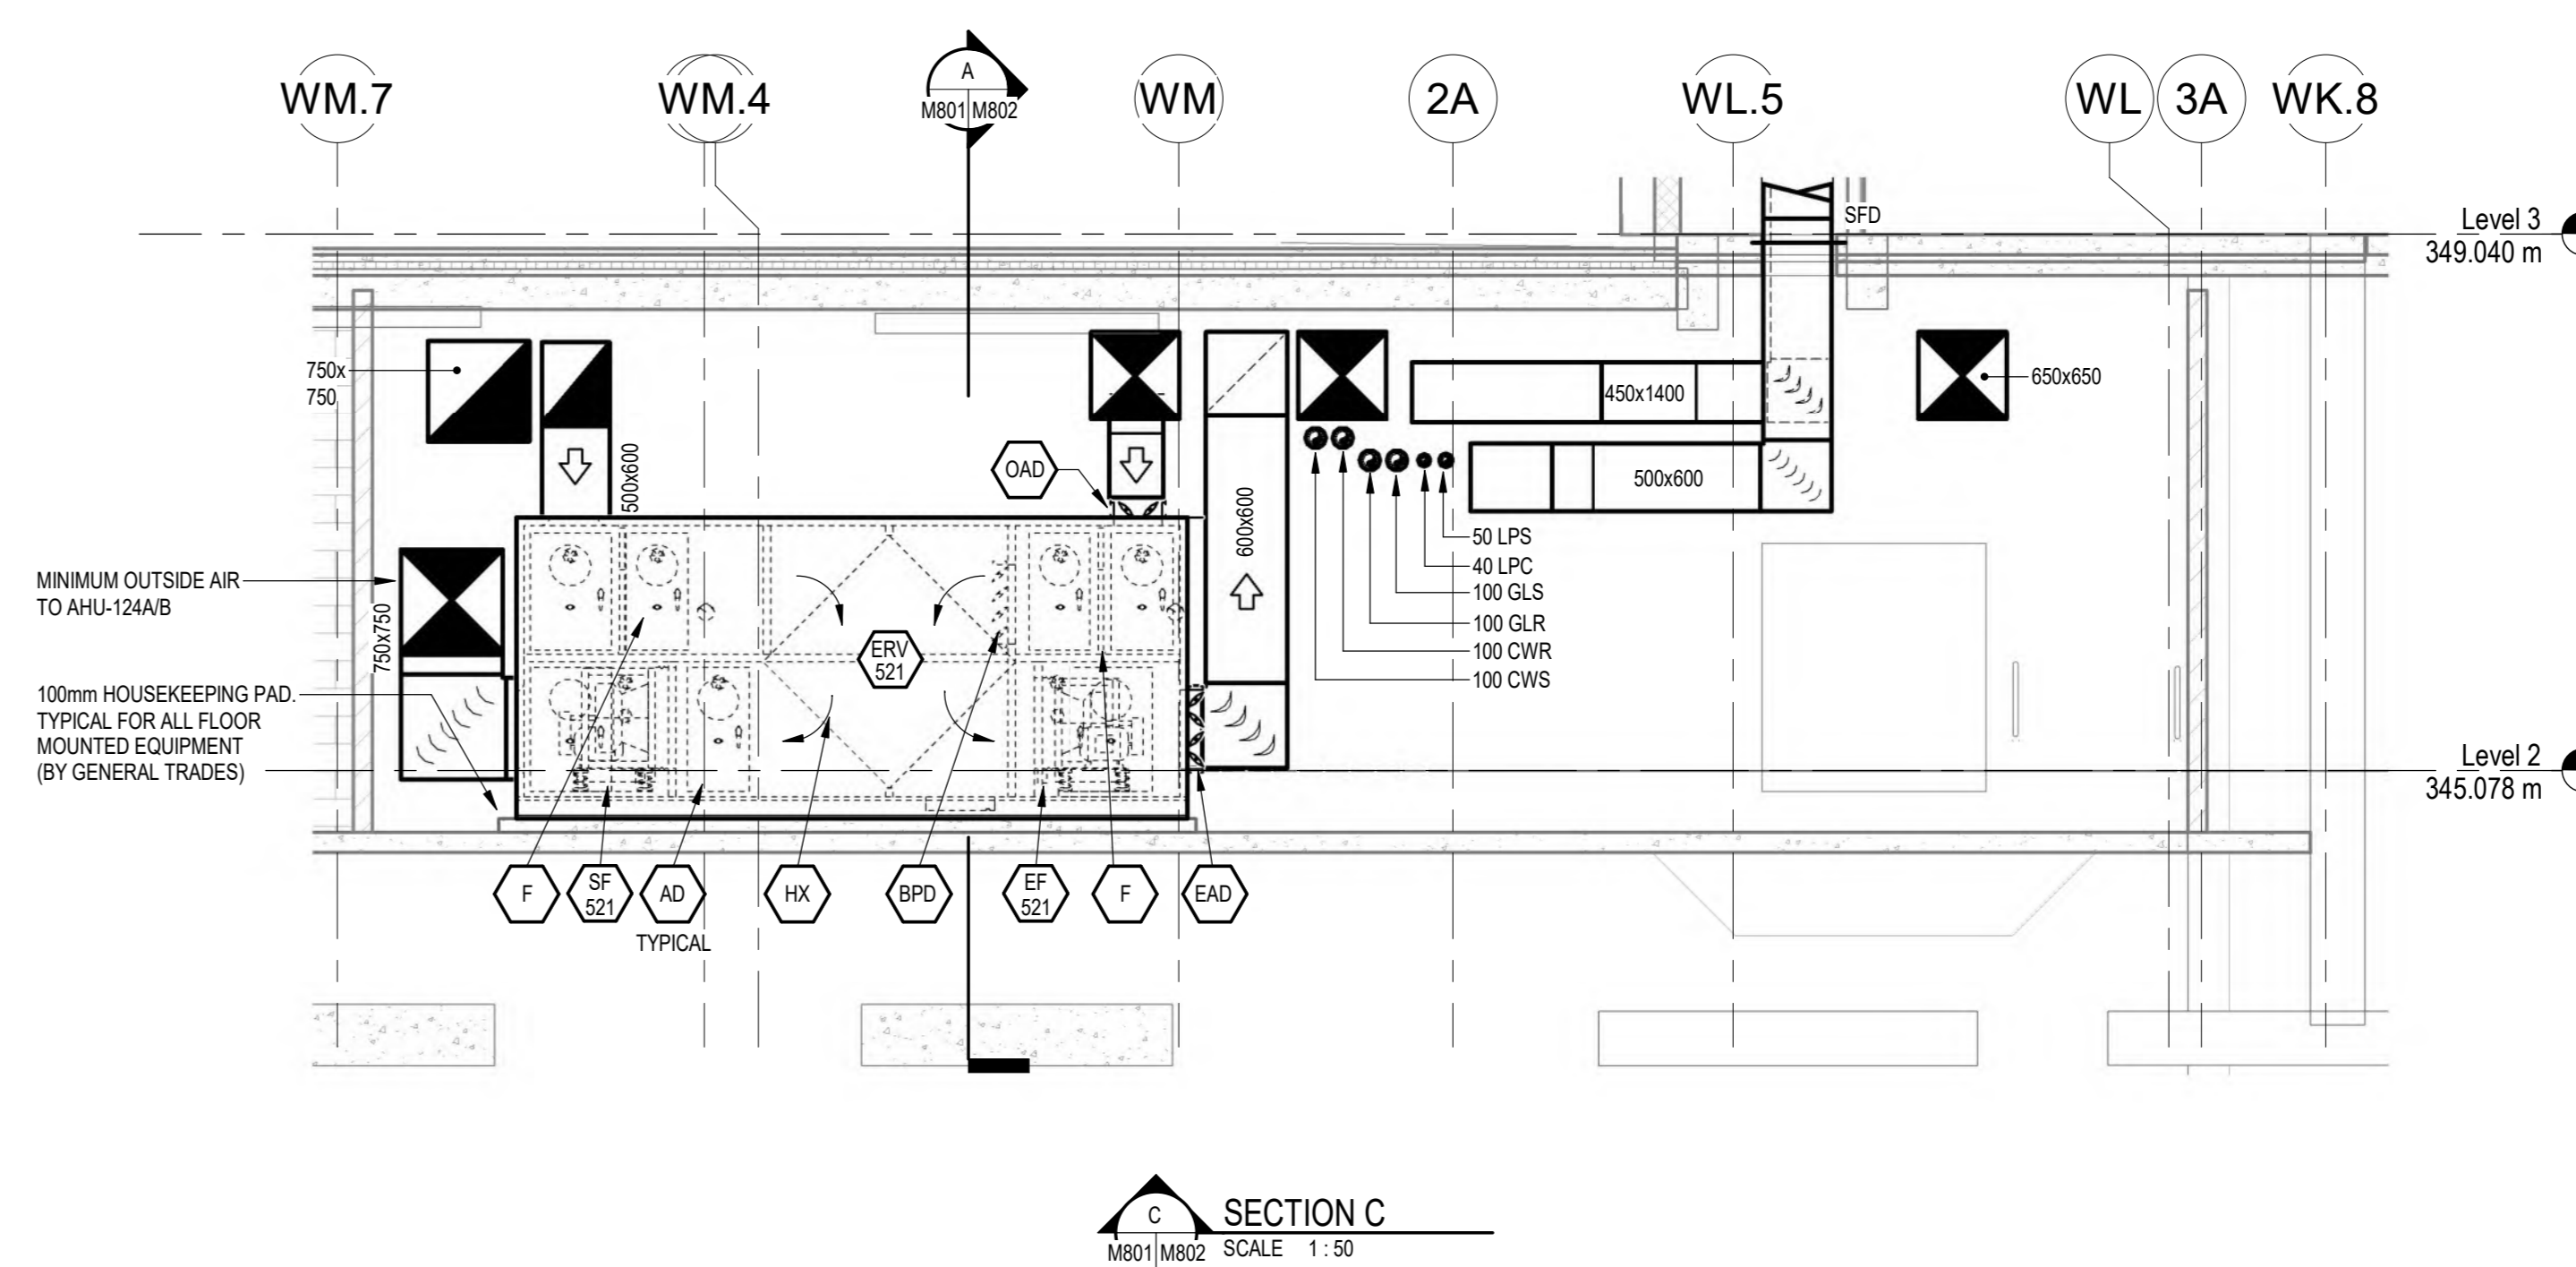 A
M801 M802
WM.7
WM.4
WM
2A
WL.5
WL
3A
WK.8
SFD
Level 3
349.040 m
750x
750
500x600
OAD
600x600
450x1400
500x600
650x650
50 LPS
40 LPC
100 GLS
100 GLR
100 CWR
100 CWS
MINIMUM OUTSIDE AIR
TO AHU-124A/B
750x750
ERV
521
100mm HOUSEKEEPING PAD.
TYPICAL FOR ALL FLOOR
MOUNTED EQUIPMENT
(BY GENERAL TRADES)
Level 2
345.078 m
F
SF
521
AD
TYPICAL
HX
BPD
EF
521
F
EAD
C
M801 M802
SECTION C
SCALE 1 : 50